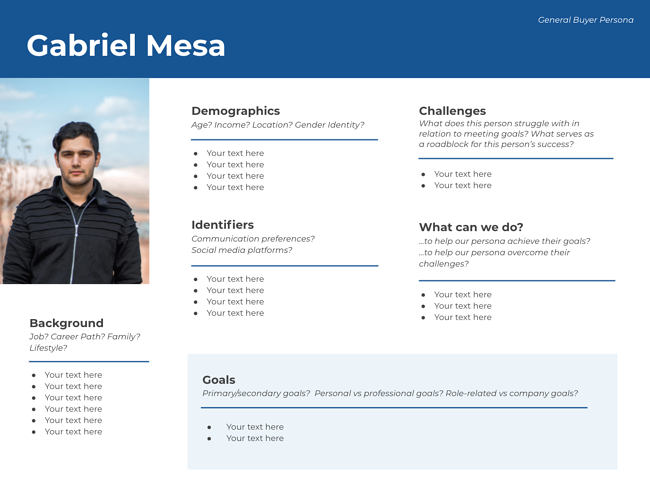 General Buyer Persona
Gabriel Mesa
Demographics
Age? Income? Location? Gender Identity?
● Your text here
● Your text here
● Your text here
● Your text here
Identifiers
Communication preferences?
Social media platforms?
● Your text here
● Your text here
● Your text here
● Your text here
Challenges
What does this person struggle with in
relation to meeting goals? What serves as
a roadblock for this person's success?
● Your text here
● Your text here
What can we do?
...to help our persona achieve their goals?
...to help our persona overcome their
challenges?
● Your text here
● Your text here
● Your text here
Background
Job? Career Path? Family?
Lifestyle?
● Your text here
● Your text here
● Your text here
● Your text here
● Your text here
● Your text here
Goals
Primary/secondary goals? Personal vs professional goals? Role-related vs company goals?
● Your text here
● Your text here